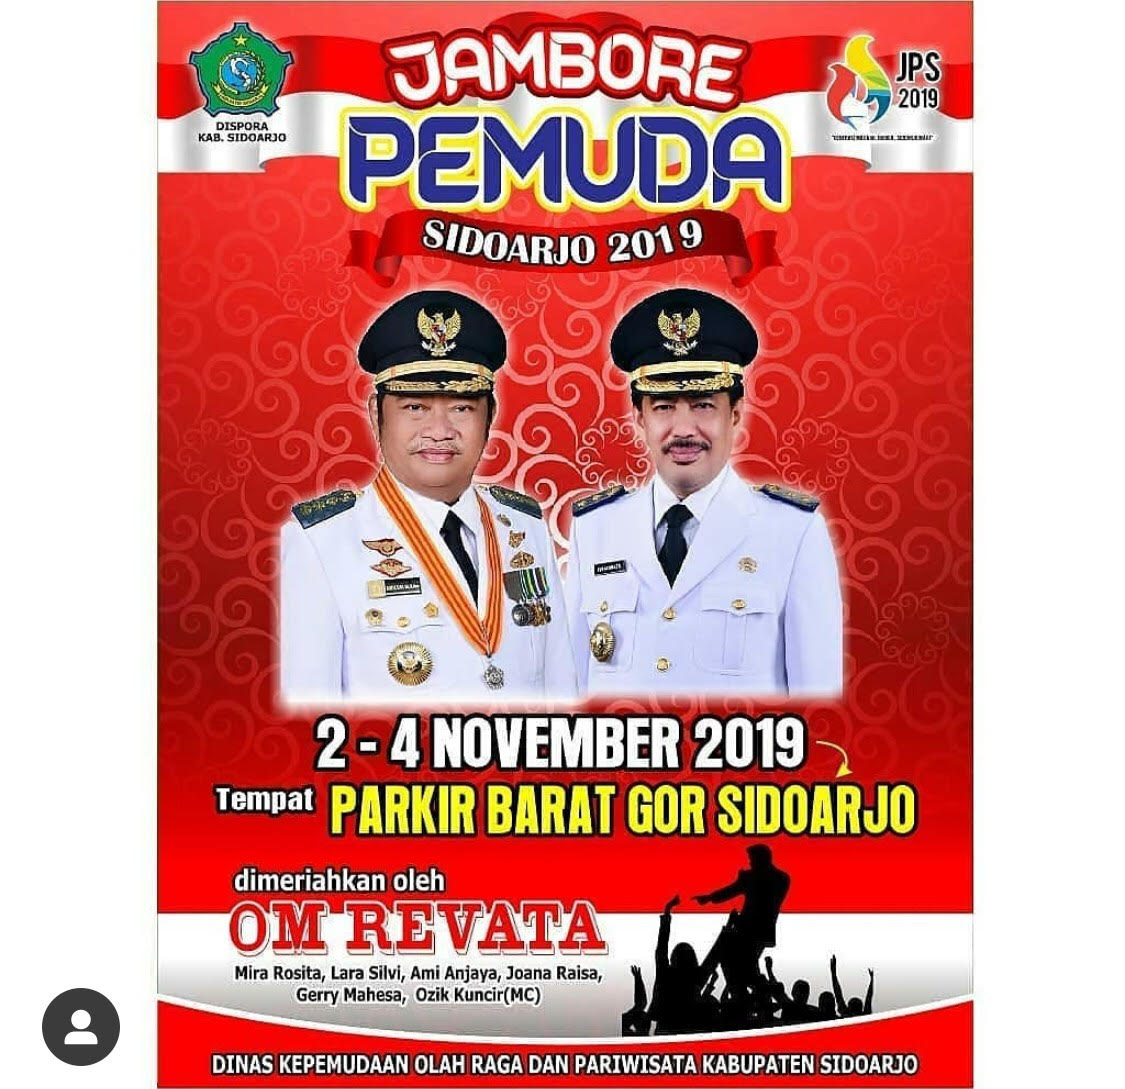 DISPORA
KAB. SIDOARJO
JPS
2019
JAMBORE
PEMUDA
SIDOARJO 2019
2 - 4 NOVEMBER 2019
Tempat PARKIR BARAT GOR SIDOARJO
dimeriahkan oleh
OM REVATA
Mira Rosita, Lara Silvi, Ami Anjaya, Joana Raisa,
Gerry Mahesa, Ozik Kuncir(MC)
DINAS KEPEMUDAAN OLAH RAGA DAN PARIWISATA KABUPATEN SIDOARJO